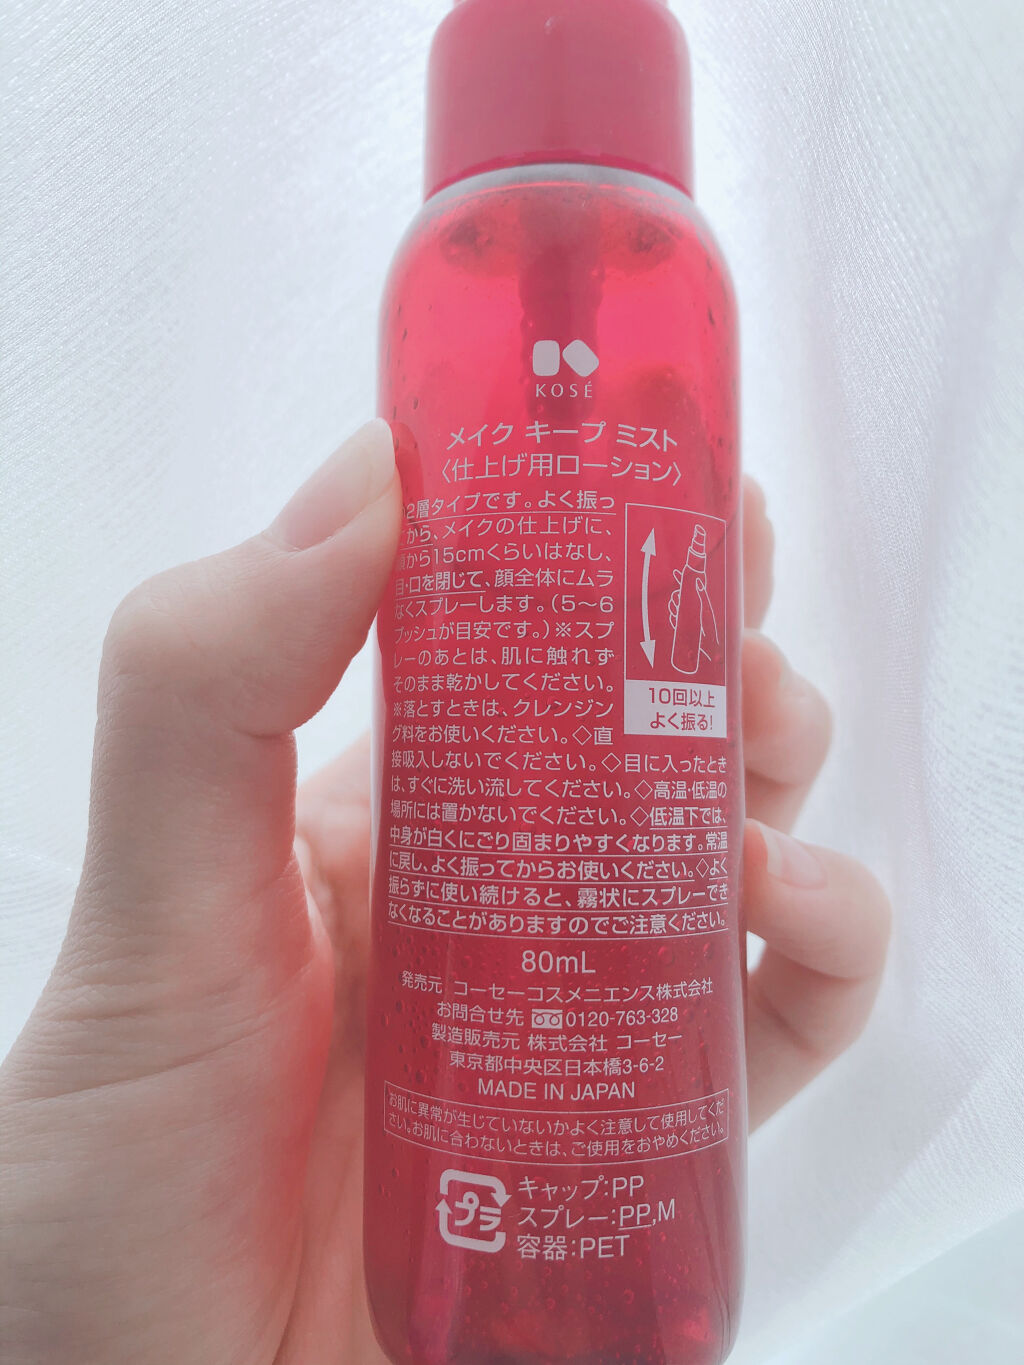 KOSÉ
メイク キープ ミスト
〈仕上げ用ローション〉
2層タイプです。よく振っ
から、メイクの仕上げに、
顔から15cmくらいはなし、
目・口を閉じて、顔全体にムラ
なくスプレーします。(5〜6
プッシュが目安です。)※スプ
レーのあとは、肌に触れず
そのまま乾かしてください。
※落とすときは、クレンジン
グ料をお使いください。◇直
接吸入しないでください。◇目に入ったとき
は、すぐに洗い流してください。◇高温・低温の
場所には置かないでください。◇低温下では、
中身が白くにごり固まりやすくなります。常温
に戻し、よく振ってからお使いください。◇よく
振らずに使い続けると、霧状にスプレーでき
なくなることがありますのでご注意ください。
10回以上
よく振る!
80mL
発売元 コーセーコスメニエンス株式会社
お問合せ先 0120-763-328
製造販売元 株式会社 コーセー
東京都中央区日本橋3-6-2
MADE IN JAPAN
お肌に異常が生じていないかよく注意して使用してくだ
さい。お肌に合わないときは、ご使用をおやめください。
プラ
キャップ:PP
スプレー:PP,M
容器:PET